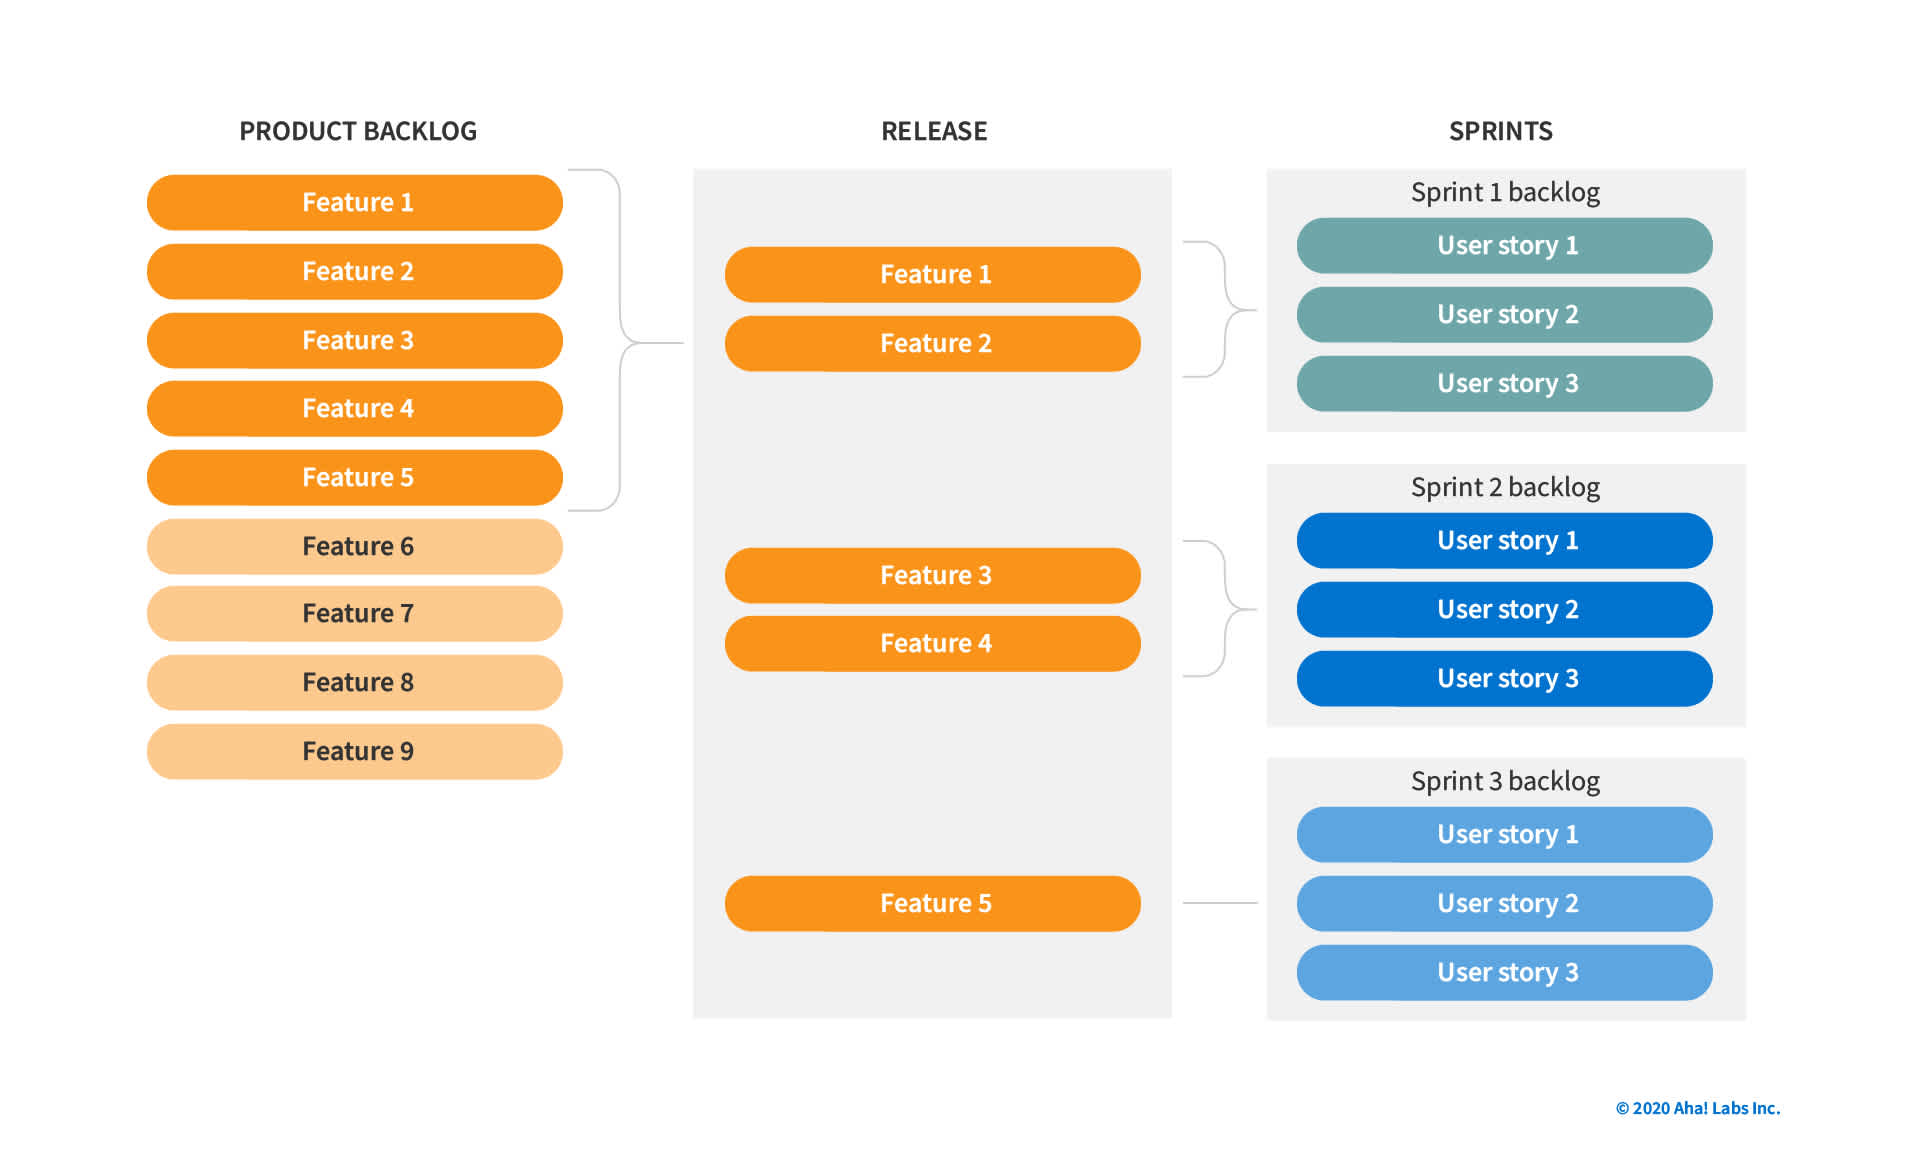 PRODUCT BACKLOG
Feature 1
Feature 2
Feature 3
Feature 4
Feature 5
Feature 6
Feature 7
Feature 8
Feature 9
RELEASE
Feature 1
Feature 2
Feature 3
Feature 4
Feature 5
SPRINTS
Sprint 1 backlog
User story 1
User story 2
User story 3
Sprint 2 backlog
User story 1
User story 2
User story 3
Sprint 3 backlog
User story 1
User story 2
User story 3
© 2020 Aha! Labs Inc.